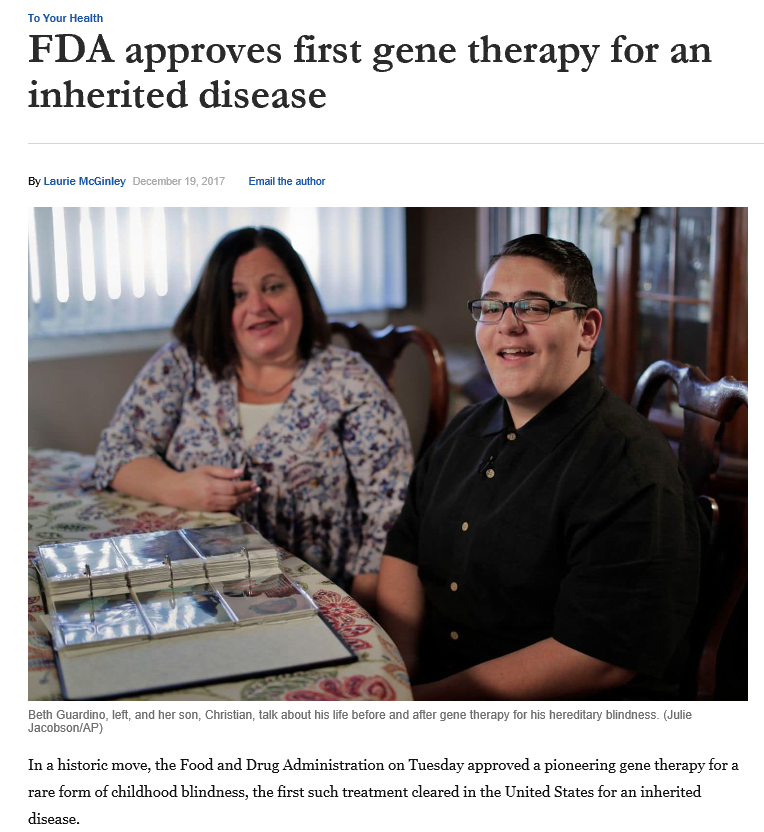 To Your Health
FDA approves first gene therapy for an
inherited disease
By Laurie McGinley December 19, 2017 Email the author
Beth Guardino, left, and her son, Christian, talk about his life before and after gene therapy for his hereditary blindness. (Julie
Jacobson/AP)
In a historic move, the Food and Drug Administration on Tuesday approved a pioneering gene therapy for a
rare form of childhood blindness, the first such treatment cleared in the United States for an inherited
disease.